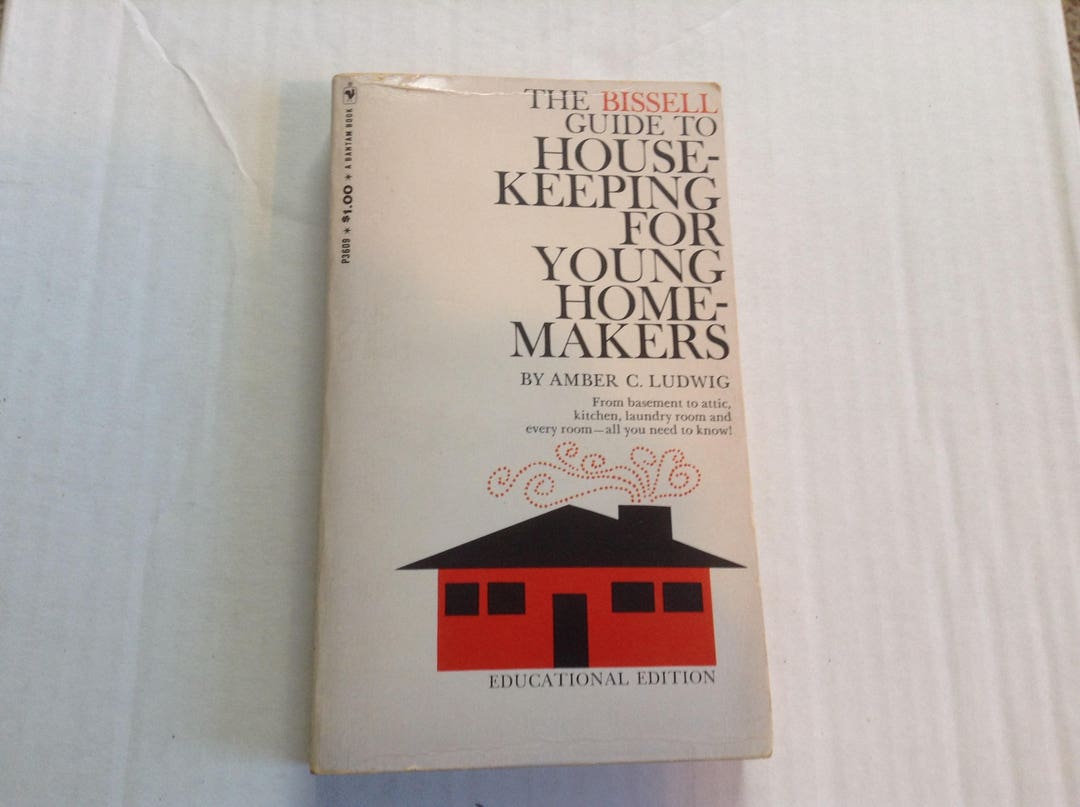 P3609 * $1.00 * A BANTAM BOOK
THE BISSELL
GUIDE TO
HOUSE-
KEEPING
FOR
YOUNG
HOME-
MAKERS
BY AMBER C. LUDWIG
From basement to attic,
kitchen, laundry room and
every room—all you need to know!
EDUCATIONAL EDITION